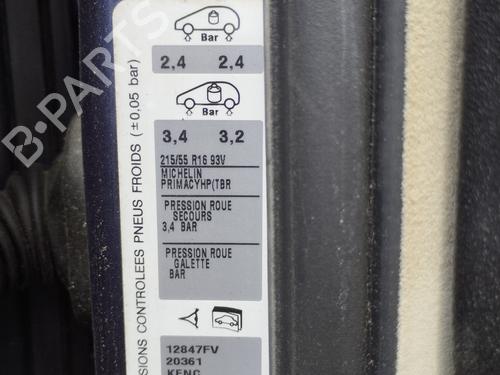 Bar
2,4 2,4
Bar
3,4 3,2
215/55 R16 93V
MICHELIN
PRIMACYHP(TBR
PRESSION ROUE
SECOURS
3,4 BAR
PRESSION ROUE
GALETTE
BAR
12847FV
20361
KENC
SIONS CONTROLEES PNEUS FROIDS (±0,05 bar)
B-PARTS